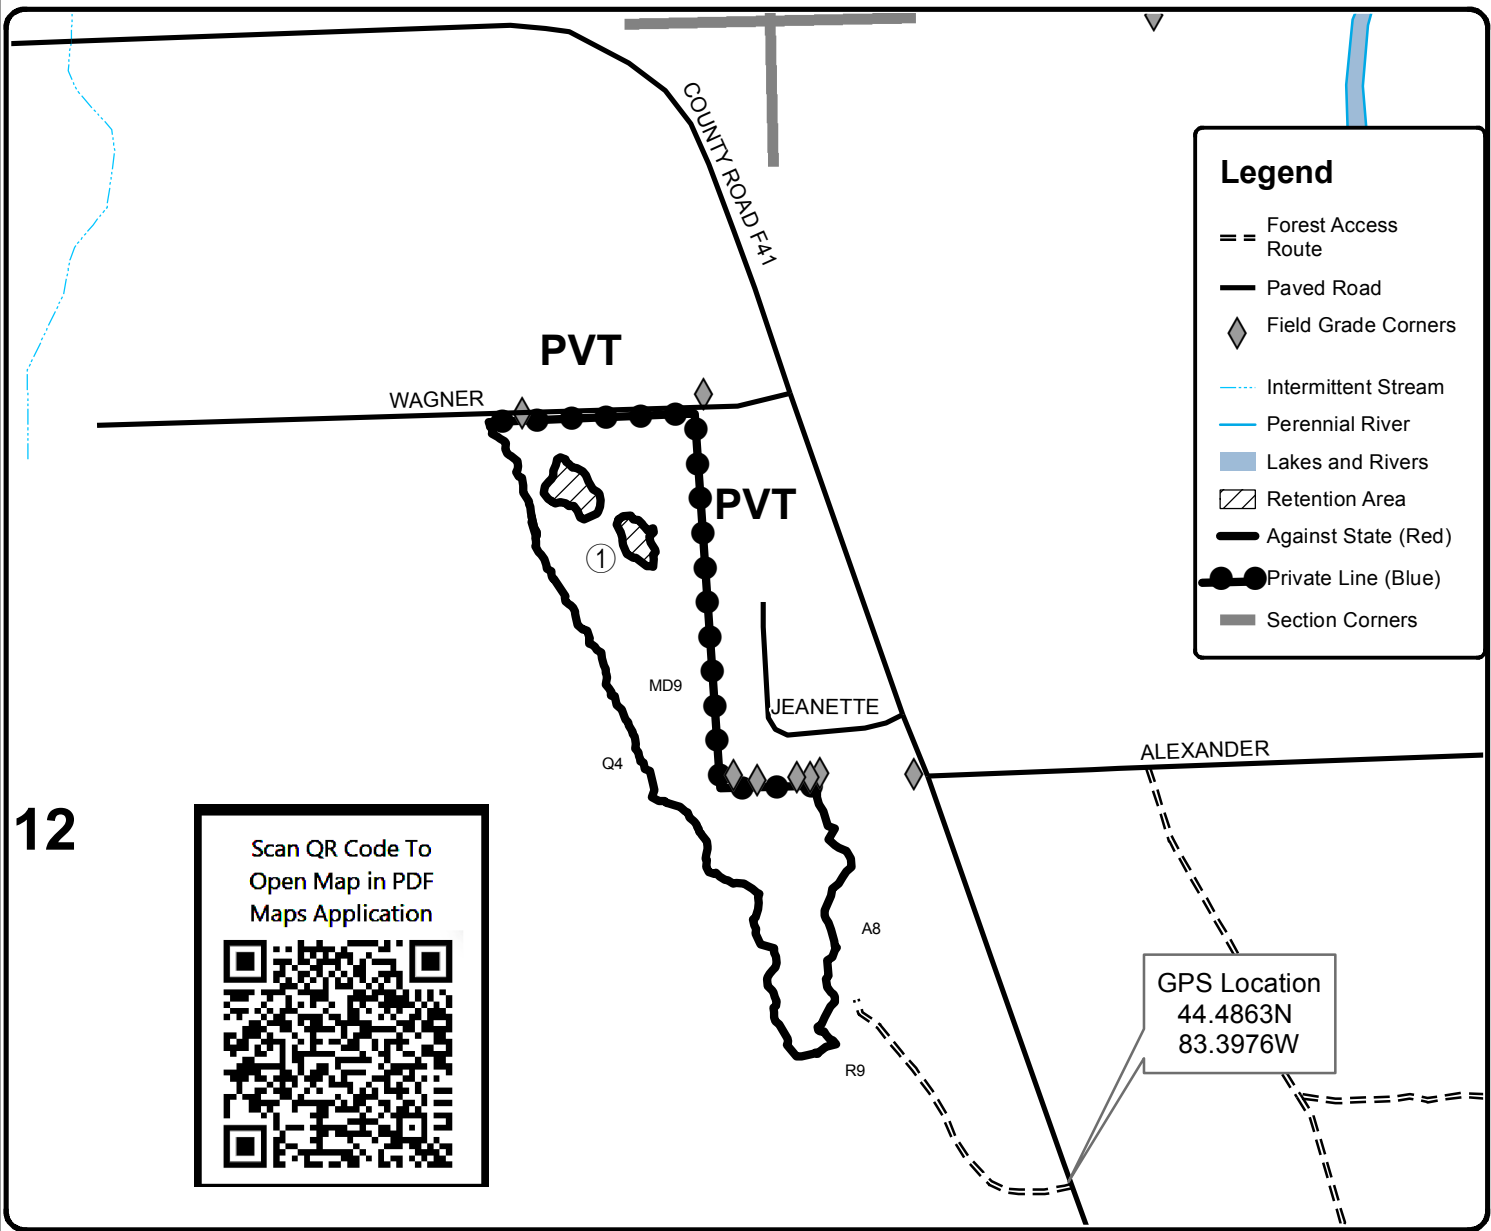 COUNTY ROAD F41
Legend
Forest Access
Route
Paved Road
Field Grade Corners
Intermittent Stream
Perennial River
Lakes and Rivers
Retention Area
Against State (Red)
Private Line (Blue)
Section Corners
PVT
WAGNER
PVT
1
MD9
JEANETTE
Q4
ALEXANDER
12
Scan QR Code To
Open Map in PDF
Maps Application
A8
GPS Location
44.4863N
83.3976W
R9